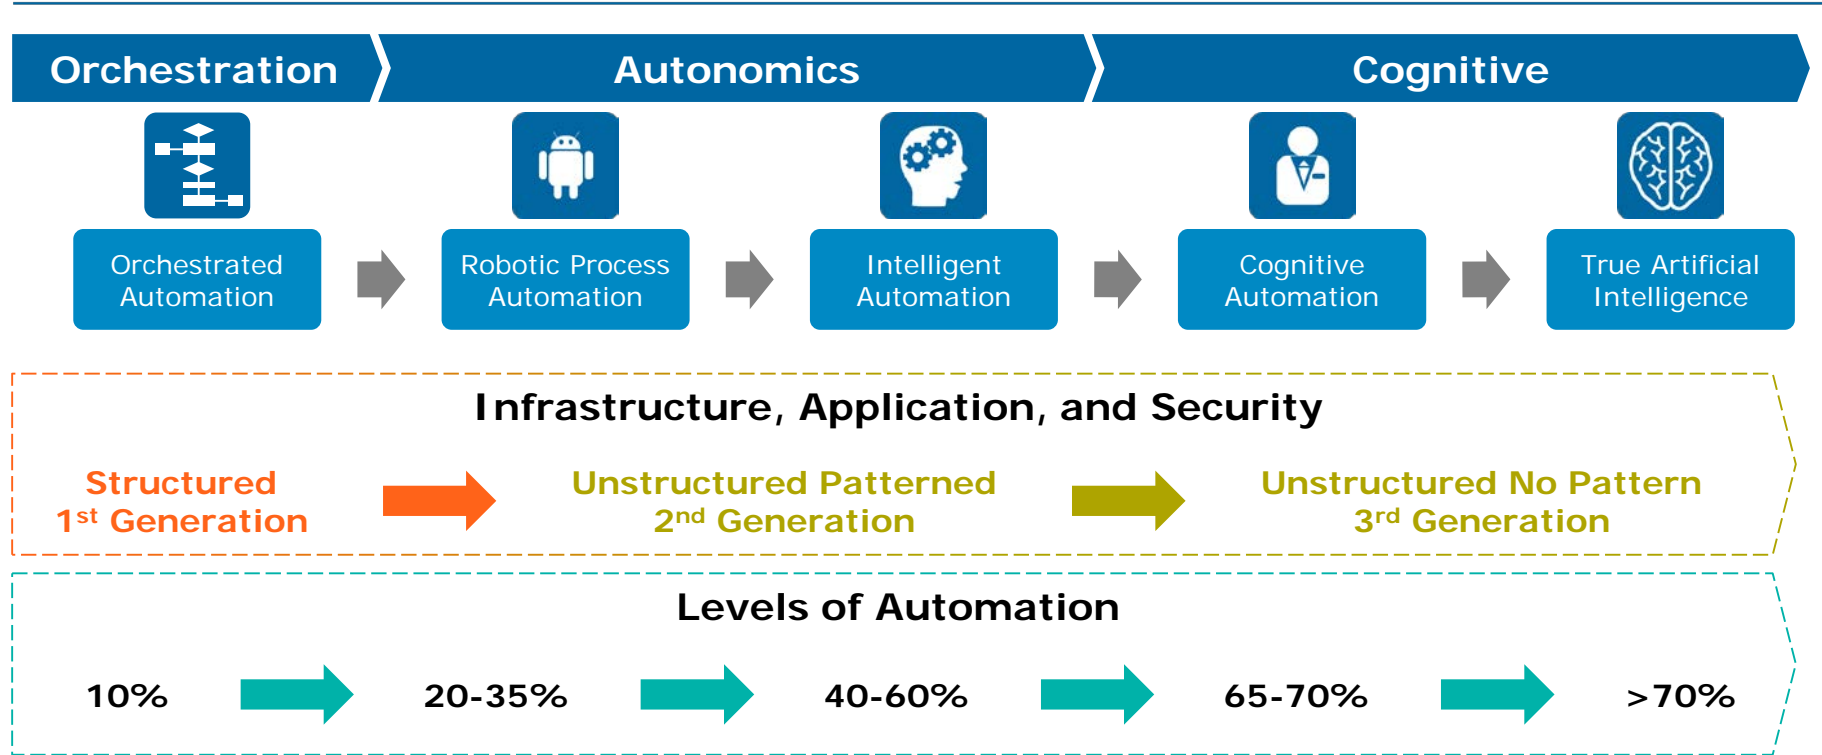 Orchestration
Autonomics
Cognitive
Orchestrated
Automation
Robotic Process
Automation
Intelligent
Automation
Cognitive
Automation
True Artificial
Intelligence
Infrastructure, Application, and Security
Structured
1st Generation
Unstructured Patterned
2nd Generation
Unstructured No Pattern
3rd Generation
Levels of Automation
10%
20-35%
40-60%
65-70%
>70%